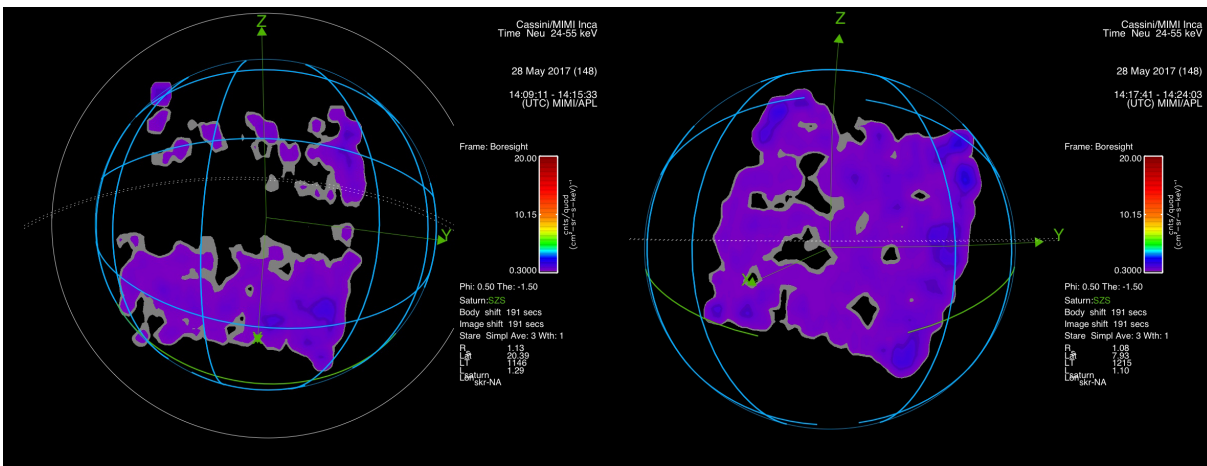 Cassini/MIMI Inca
Time Neu 24-55 keV
28 May 2017 (148)
14:09:11 - 14:15:33
(UTC) MIMI/APL
Frame: Boresight
20.00
10.15
0.3000
cnts/quad
(cm²-sr-s-keV)⁻¹
Phi: 0.50 The: -1.50
Saturn:SZS
Body shift 191 secs
Image shift 191 secs
Stare Simpl Ave: 3 Wth: 1
1.13
Lat 20.39
LT 1146
L saturn 1.29
Lon skr-NA
Z
Y
X
Cassini/MIMI Inca
Time Neu 24-55 keV
28 May 2017 (148)
14:17:41 - 14:24:03
(UTC) MIMI/APL
Frame: Boresight
20.00
10.15
0.3000
cnts/quad
(cm²-sr-s-keV)⁻¹
Phi: 0.50 The: -1.50
Saturn:SZS
Body shift 191 secs
Image shift 191 secs
Stare Simpl Ave: 3 Wth: 1
1.08
Lat 7.93
LT 1215
L saturn 1.10
Lon skr-NA
Z
Y
X